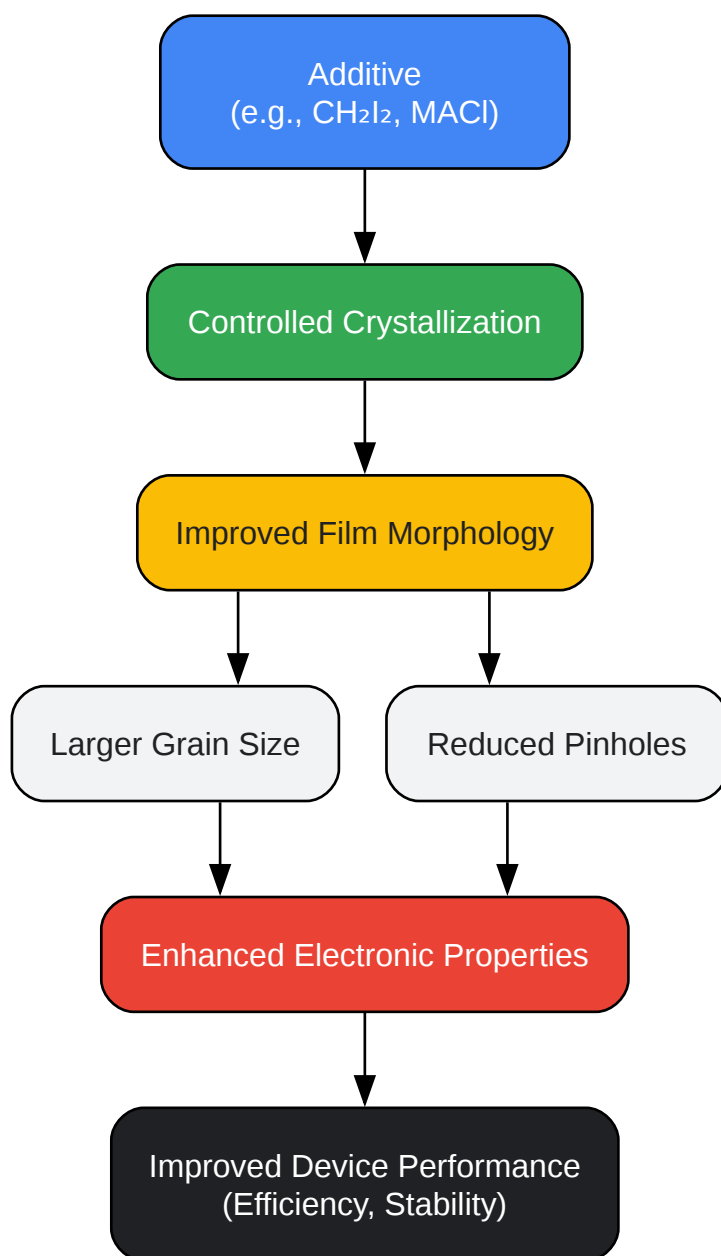 Additive
(e.g., CH₂I₂, MACl)
Controlled Crystallization
Improved Film Morphology
Larger Grain Size
Reduced Pinholes
Enhanced Electronic Properties
Improved Device Performance
(Efficiency, Stability)